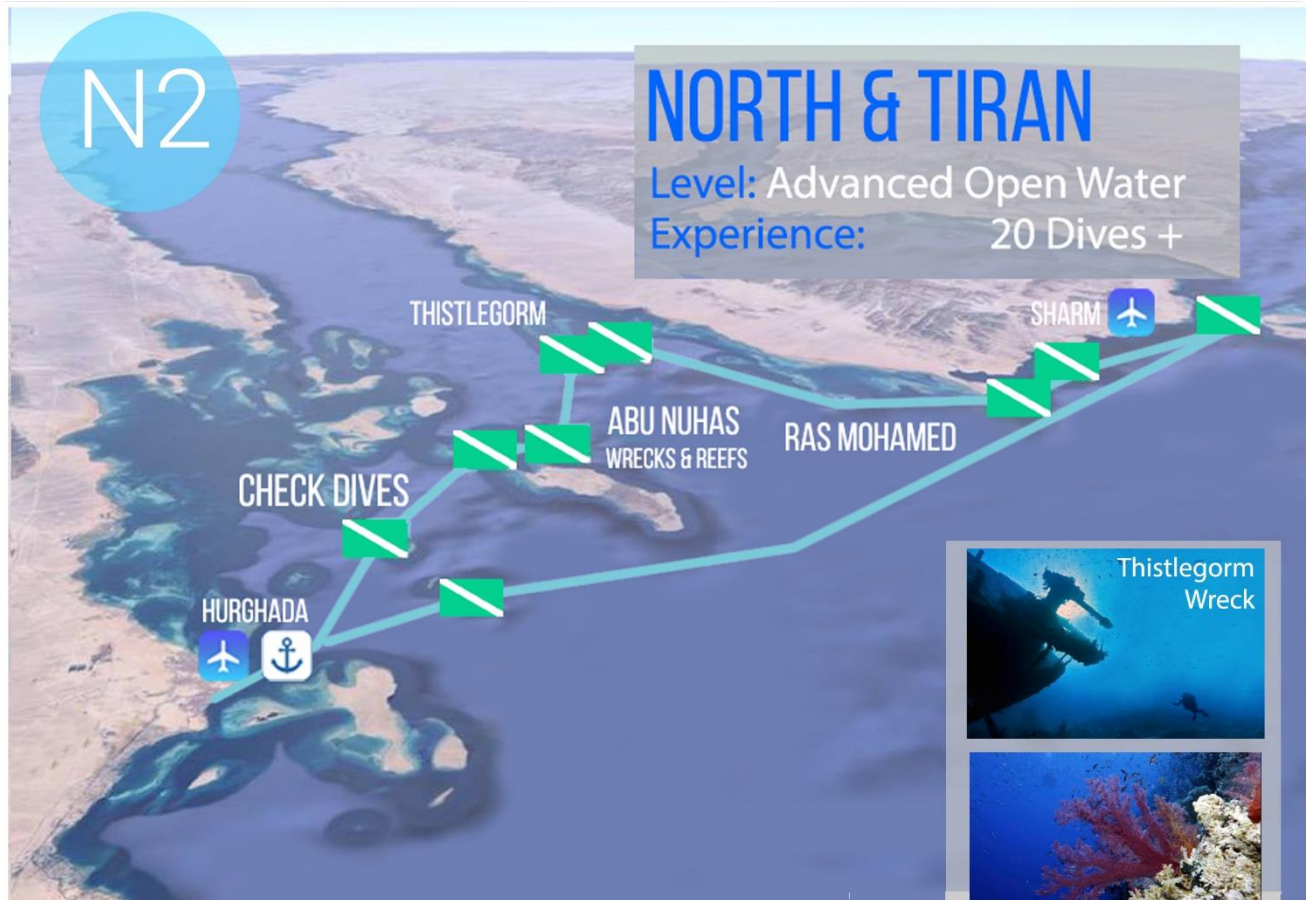 N2
NORTH & TIRAN
Level: Advanced Open Water
Experience: 20 Dives +
THISTLEGORM
SHARM
ABU NUHAS
WRECKS & REEFS
RAS MOHAMED
CHECK DIVES
HURGHADA
Thistlegorm
Wreck